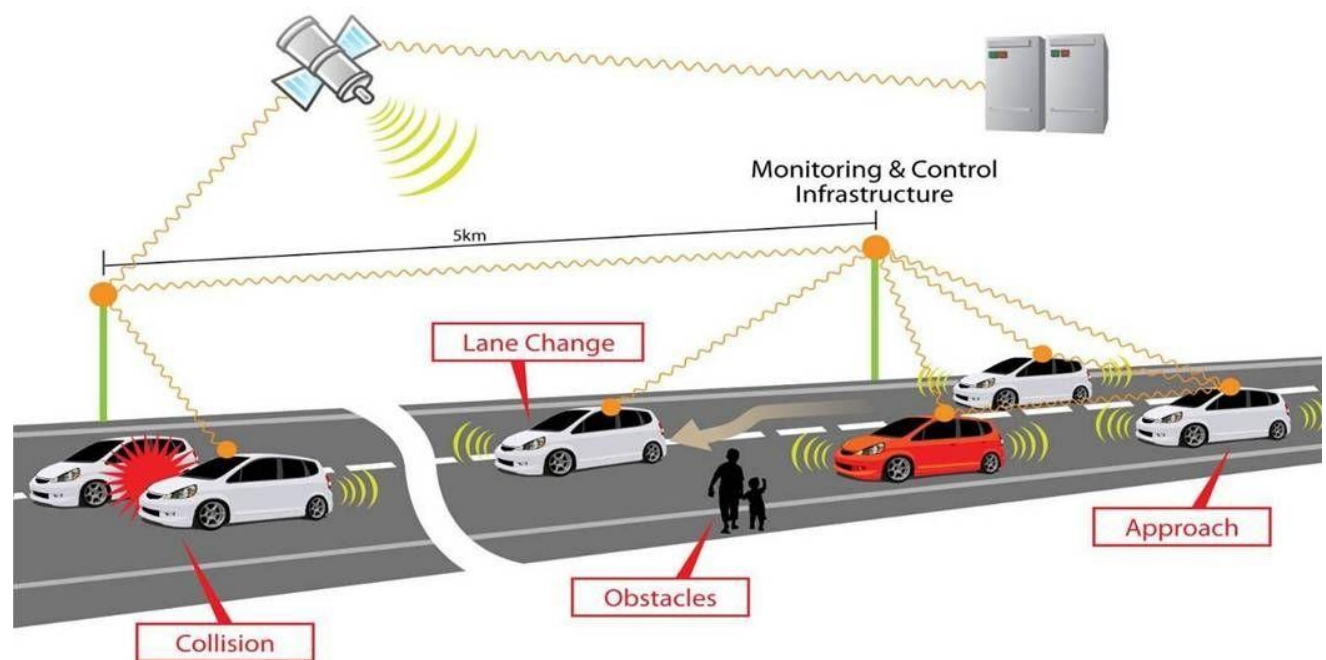 Monitoring & Control
Infrastructure
5km
Lane Change
Approach
Obstacles
Collision